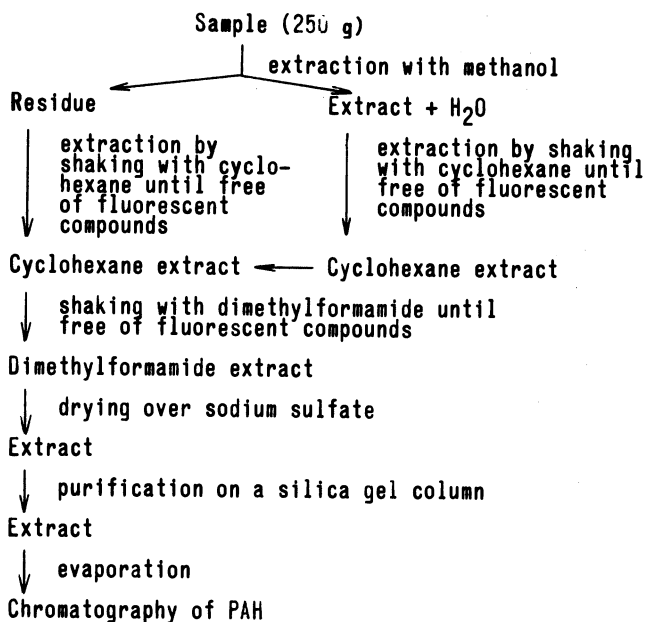 Sample (250 g)
extraction with methanol
Residue
Extract + H2O
extraction by
shaking with cyclo-
hexane until free
of fluorescent
compounds
extraction by shaking
with cyclohexane until
free of fluorescent
compounds
Cyclohexane extract
Cyclohexane extract
shaking with dimethylformamide until
free of fluorescent compounds
Dimethylformamide extract
drying over sodium sulfate
Extract
purification on a silica gel column
Extract
evaporation
Chromatography of PAH